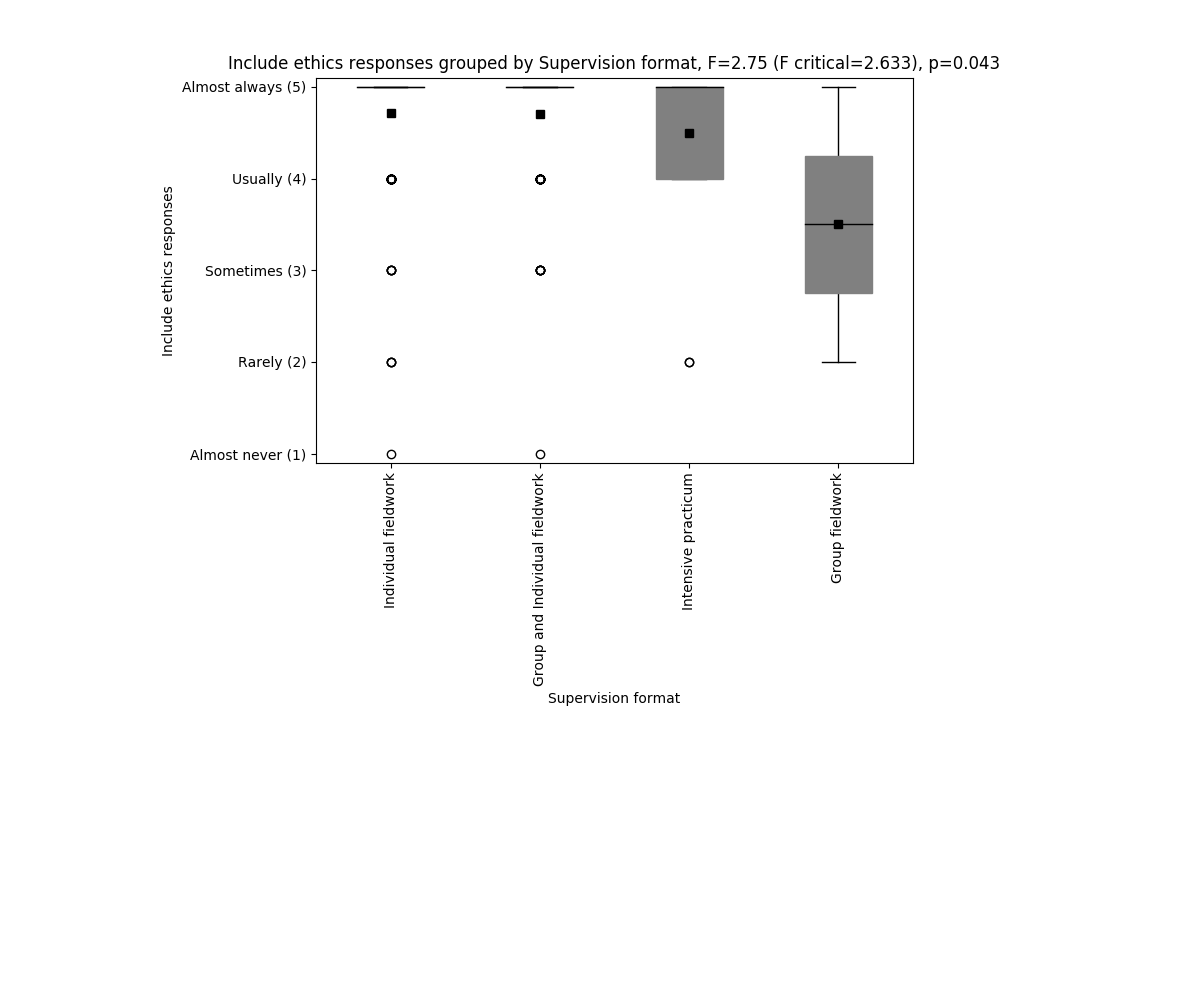 Include ethics responses grouped by Supervision format, F=2.75 (F critical=2.633), p=0.043
Include ethics responses
Almost always (5)
Usually (4)
Sometimes (3)
Rarely (2)
Almost never (1)
Individual fieldwork
Group and Individual fieldwork
Intensive practicum
Group fieldwork
Supervision format